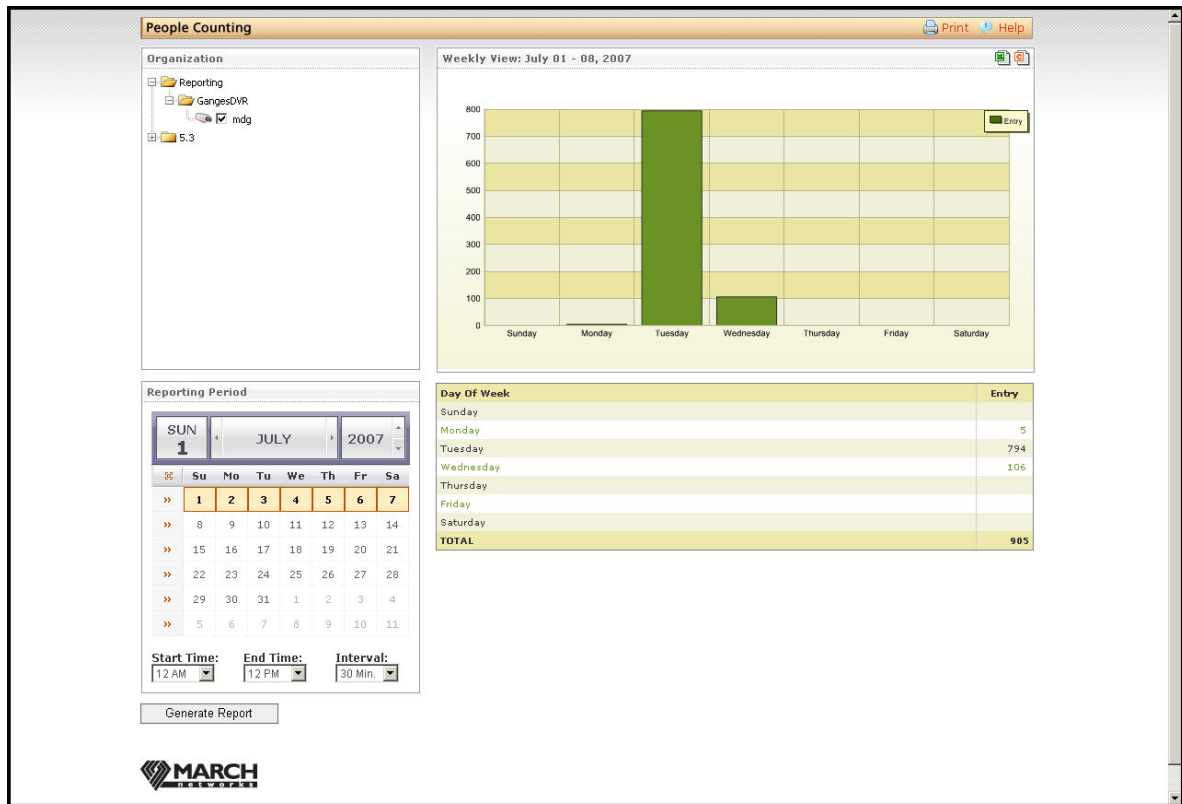 People Counting
Print Help
Organization
Reporting
GangesDVR
mdg
5.3
Weekly View: July 01 - 08, 2007
800
700
600
500
400
300
200
100
0
Entry
Sunday Monday Tuesday Wednesday Thursday Friday Saturday
Reporting Period
SUN
1
JULY
2007
Su Mo Tu We Th Fr Sa
» 1 2 3 4 5 6 7
» 8 9 10 11 12 13 14
» 15 16 17 18 19 20 21
» 22 23 24 25 26 27 28
» 29 30 31 1 2 3 4
» 5 6 7 8 9 10 11
Start Time: End Time: Interval:
12 AM 12 PM 30 Min.
Generate Report
Day Of Week Entry
Sunday
Monday 5
Tuesday 794
Wednesday 106
Thursday
Friday
Saturday
TOTAL 905
MARCH
networks